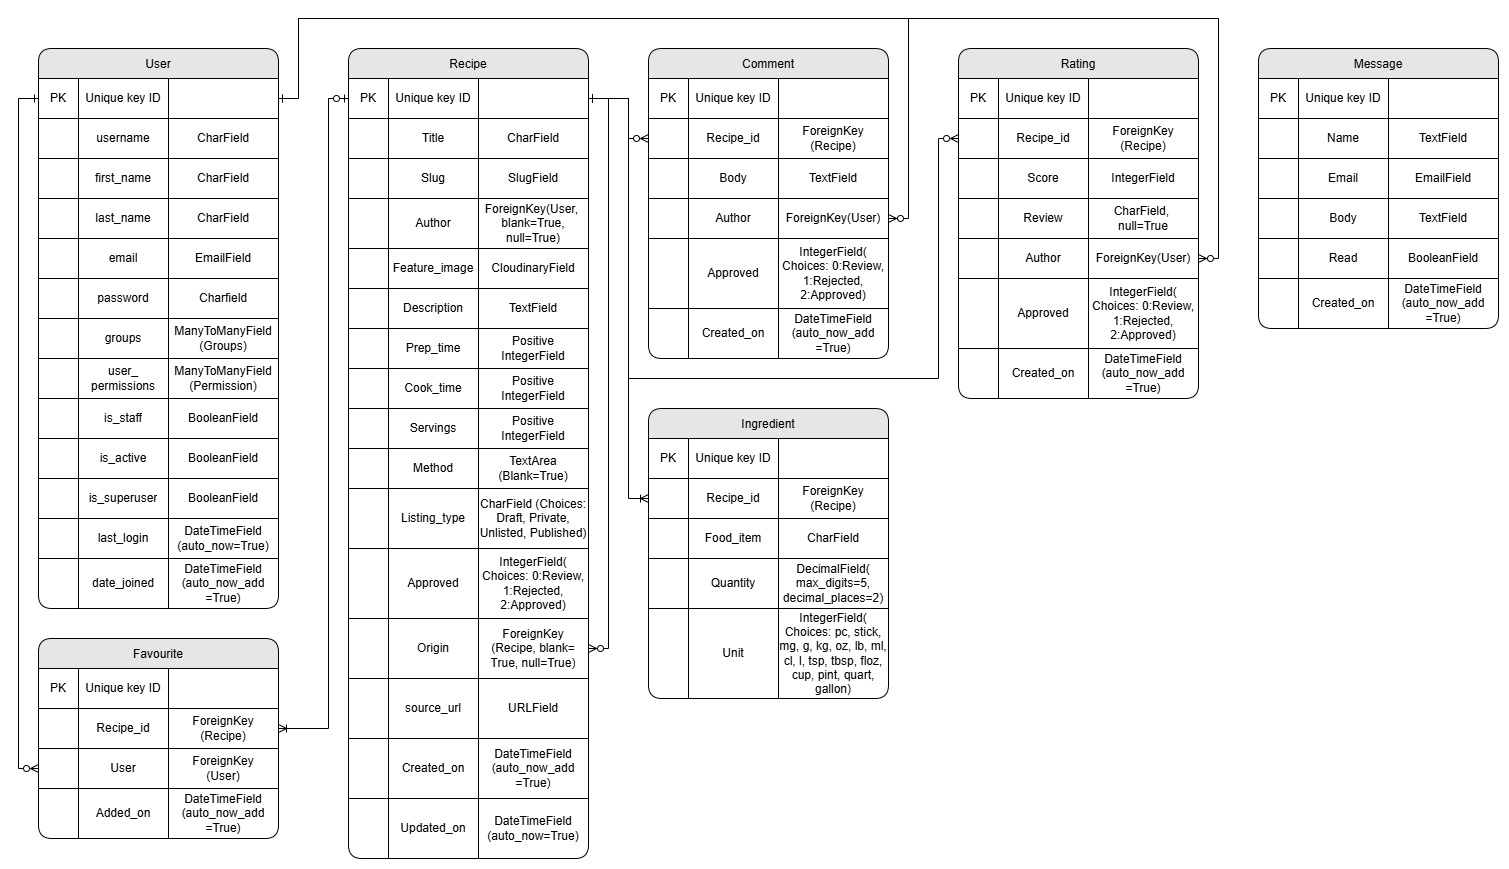 User
PK
Unique key ID
username
CharField
first_name
CharField
last_name
CharField
email
EmailField
password
Charfield
groups
ManyToManyField
(Groups)
user_
permissions
ManyToManyField
(Permission)
is_staff
BooleanField
is_active
BooleanField
is_superuser
BooleanField
last_login
DateTimeField
(auto_now=True)
date_joined
DateTimeField
(auto_now_add
=True)
Favourite
PK
Unique key ID
Recipe_id
ForeignKey
(Recipe)
User
ForeignKey
(User)
Added_on
DateTimeField
(auto_now_add
=True)
Recipe
PK
Unique key ID
Title
CharField
Slug
SlugField
Author
ForeignKey(User,
blank=True,
null=True)
Feature_image
CloudinaryField
Description
TextField
Prep_time
Positive
IntegerField
Cook_time
Positive
IntegerField
Servings
Positive
IntegerField
Method
TextArea
(Blank=True)
Listing_type
CharField (Choices:
Draft, Private,
Unlisted, Published)
Approved
IntegerField(
Choices: 0:Review,
1:Rejected,
2:Approved)
Origin
ForeignKey
(Recipe, blank=
True, null=True)
source_url
URLField
Created_on
DateTimeField
(auto_now_add
=True)
Updated_on
DateTimeField
(auto_now=True)
Comment
PK
Unique key ID
Recipe_id
ForeignKey
(Recipe)
Body
TextField
Author
ForeignKey(User)
Approved
IntegerField(
Choices: 0:Review,
1:Rejected,
2:Approved)
Created_on
DateTimeField
(auto_now_add
=True)
Ingredient
PK
Unique key ID
Recipe_id
ForeignKey
(Recipe)
Food_item
CharField
Quantity
DecimalField(
max_digits=5,
decimal_places=2)
Unit
IntegerField(
Choices: pc, stick,
mg, g, kg, oz, lb, ml,
cl, l, tsp, tbsp, floz,
cup, pint, quart,
gallon)
Rating
PK
Unique key ID
Recipe_id
ForeignKey
(Recipe)
Score
IntegerField
Review
CharField,
null=True
Author
ForeignKey(User)
Approved
IntegerField(
Choices: 0:Review,
1:Rejected,
2:Approved)
Created_on
DateTimeField
(auto_now_add
=True)
Message
PK
Unique key ID
Name
TextField
Email
EmailField
Body
TextField
Read
BooleanField
Created_on
DateTimeField
(auto_now_add
=True)